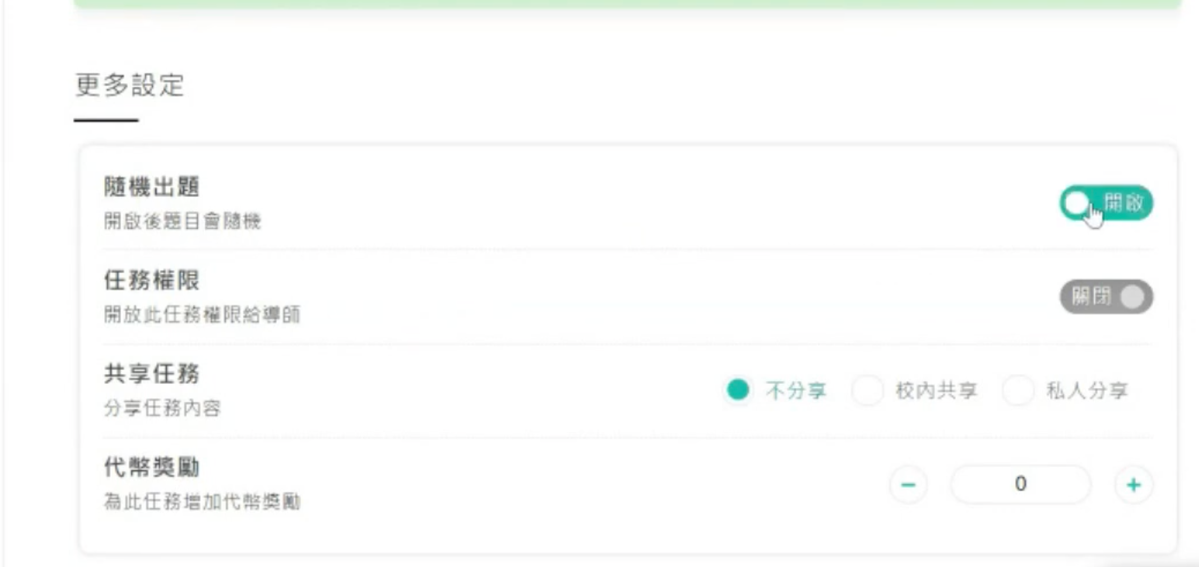 更多設定
隨機出題
開啟
開啟後題目會隨機
任務權限
關閉
開放此任務權限給導師
共享任務
不分享 校內共享 私人分享
分享任務內容
代幣獎勵
− 0 +
為此任務增加代幣獎勵